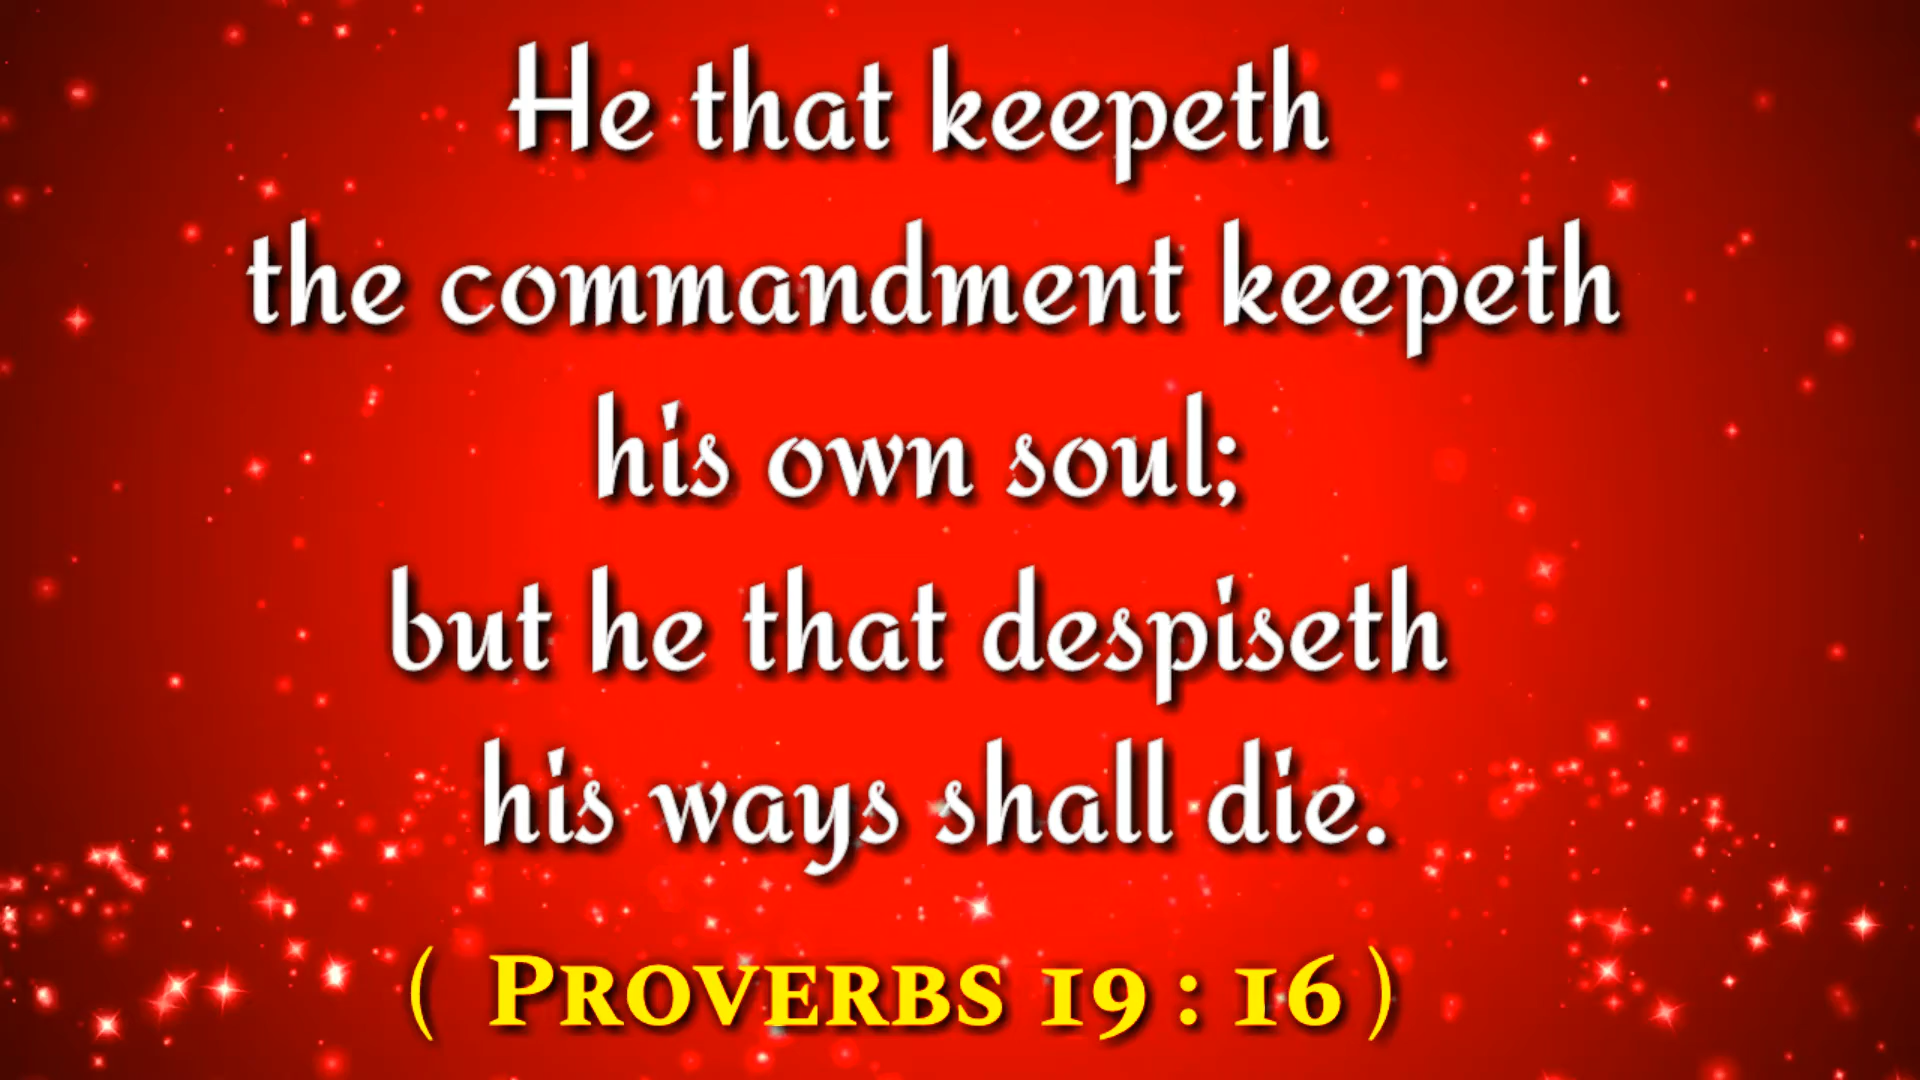 He that keepeth
the commandment keepeth
his own soul;
but he that despiseth
his ways shall die.
( PROVERBS 19 : 16 )